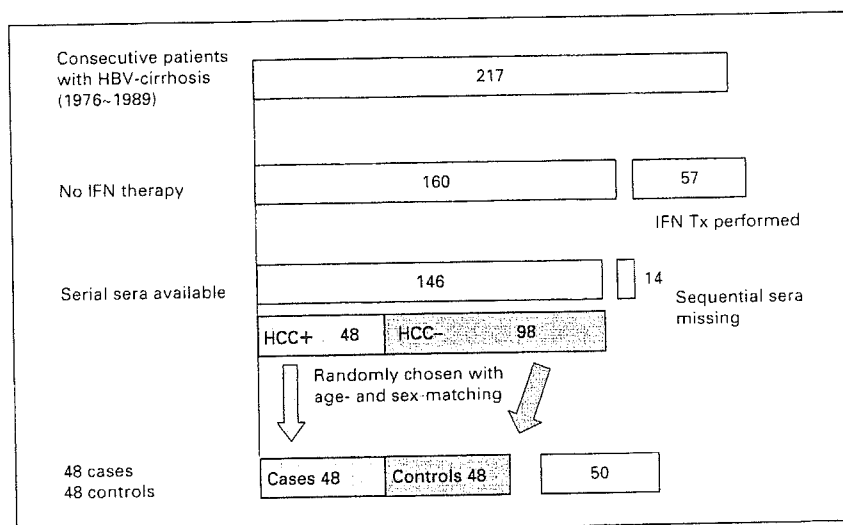 Consecutive patients
with HBV-cirrhosis
(1976~1989)
217
No IFN therapy
160
57
IFN Tx performed
Serial sera available
146
14
Sequential sera
missing
HCC+ 48
HCC− 98
Randomly chosen with
age- and sex-matching
48 cases
48 controls
Cases 48
Controls 48
50